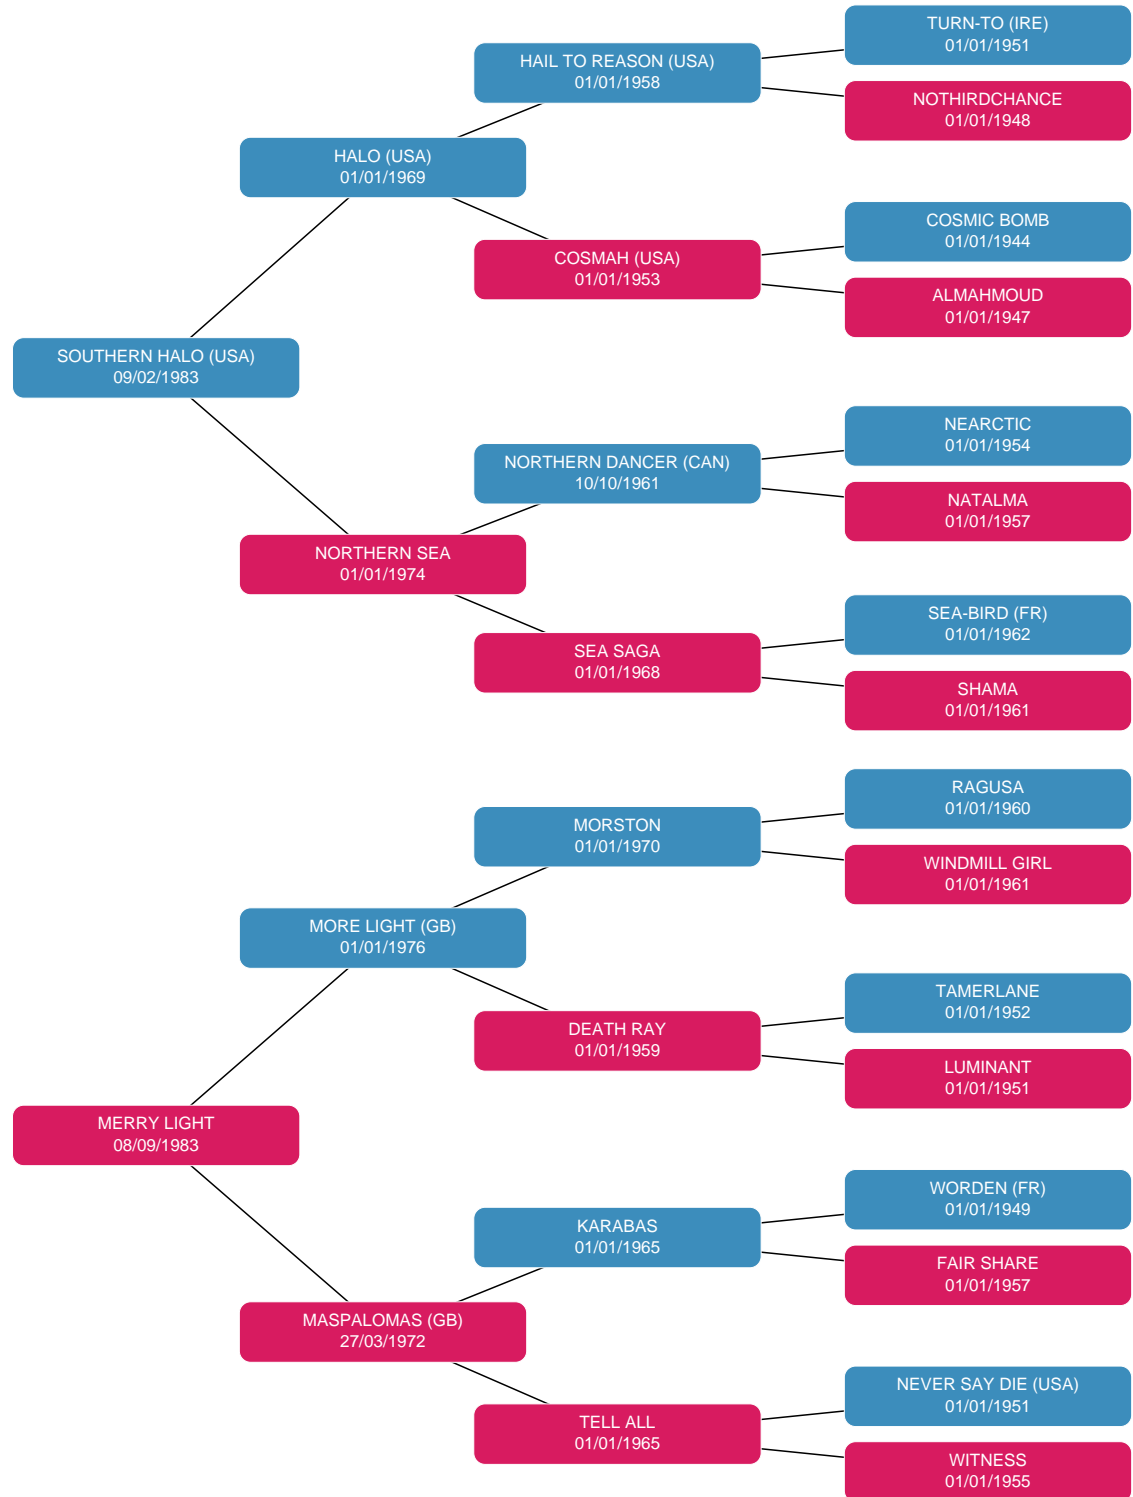 TURN-TO (IRE)
01/01/1951
HAIL TO REASON (USA)
01/01/1958
NOTHIRDCHANCE
01/01/1948
HALO (USA)
01/01/1969
COSMIC BOMB
01/01/1944
COSMAH (USA)
01/01/1953
ALMAHMOUD
01/01/1947
SOUTHERN HALO (USA)
09/02/1983
NEARCTIC
01/01/1954
NORTHERN DANCER (CAN)
10/10/1961
NATALMA
01/01/1957
NORTHERN SEA
01/01/1974
SEA-BIRD (FR)
01/01/1962
SEA SAGA
01/01/1968
SHAMA
01/01/1961
RAGUSA
01/01/1960
MORSTON
01/01/1970
WINDMILL GIRL
01/01/1961
MORE LIGHT (GB)
01/01/1976
TAMERLANE
01/01/1952
DEATH RAY
01/01/1959
LUMINANT
01/01/1951
MERRY LIGHT
08/09/1983
WORDEN (FR)
01/01/1949
KARABAS
01/01/1965
FAIR SHARE
01/01/1957
MASPALOMAS (GB)
27/03/1972
NEVER SAY DIE (USA)
01/01/1951
TELL ALL
01/01/1965
WITNESS
01/01/1955